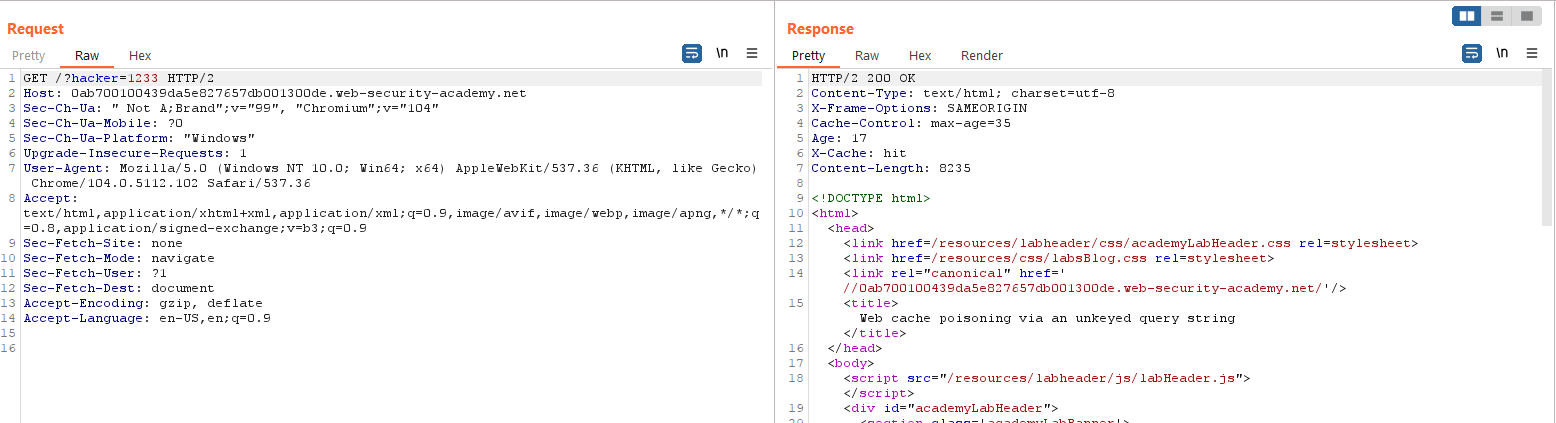 Request
Pretty Raw Hex
\n
1 GET /?hacker=1233 HTTP/2
2 Host: 0ab700100439da5e827657db001300de.web-security-academy.net
3 Sec-Ch-Ua: " Not A;Brand";v="99", "Chromium";v="104"
4 Sec-Ch-Ua-Mobile: ?0
5 Sec-Ch-Ua-Platform: "Windows"
6 Upgrade-Insecure-Requests: 1
7 User-Agent: Mozilla/5.0 (Windows NT 10.0; Win64; x64) AppleWebKit/537.36 (KHTML, like Gecko)
Chrome/104.0.5112.102 Safari/537.36
8 Accept:
text/html,application/xhtml+xml,application/xml;q=0.9,image/avif,image/webp,image/apng,*/*;q
=0.8,application/signed-exchange;v=b3;q=0.9
9 Sec-Fetch-Site: none
10 Sec-Fetch-Mode: navigate
11 Sec-Fetch-User: ?1
12 Sec-Fetch-Dest: document
13 Accept-Encoding: gzip, deflate
14 Accept-Language: en-US,en;q=0.9
15
16
Response
Pretty Raw Hex Render
\n
1 HTTP/2 200 OK
2 Content-Type: text/html; charset=utf-8
3 X-Frame-Options: SAMEORIGIN
4 Cache-Control: max-age=35
5 Age: 17
6 X-Cache: hit
7 Content-Length: 8235
8
9 <!DOCTYPE html>
10 <html>
11 <head>
12 <link href=/resources/labheader/css/academyLabHeader.css rel=stylesheet>
13 <link href=/resources/css/labsBlog.css rel=stylesheet>
14 <link rel="canonical" href='
//0ab700100439da5e827657db001300de.web-security-academy.net/'/>
15 <title>
Web cache poisoning via an unkeyed query string
</title>
16 </head>
17 <body>
18 <script src="/resources/labheader/js/labHeader.js">
</script>
19 <div id="academyLabHeader">
20 <section class='academyLabBanner'>